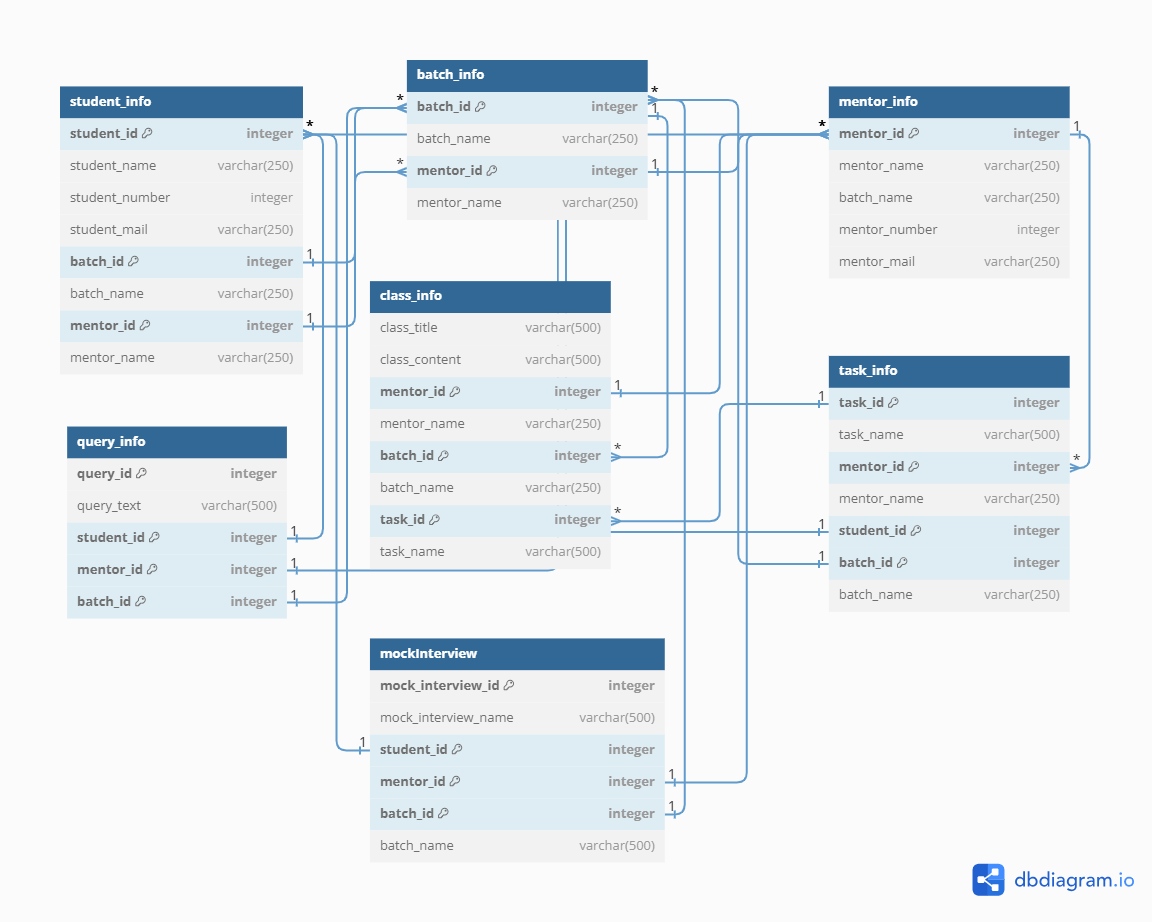 student_info
student_id integer
student_name varchar(250)
student_number integer
student_mail varchar(250)
batch_id integer
batch_name varchar(250)
mentor_id integer
mentor_name varchar(250)
* 1 1
batch_info
batch_id integer
batch_name varchar(250)
mentor_id integer
mentor_name varchar(250)
* * * 1 1
mentor_info
mentor_id integer
mentor_name varchar(250)
batch_name varchar(250)
mentor_number integer
mentor_mail varchar(250)
* 1
class_info
class_title varchar(500)
class_content varchar(500)
mentor_id integer
mentor_name varchar(250)
batch_id integer
batch_name varchar(250)
task_id integer
task_name varchar(500)
1 * *
task_info
task_id integer
task_name varchar(500)
mentor_id integer
mentor_name varchar(250)
student_id integer
batch_id integer
batch_name varchar(250)
1 * 1 1
query_info
query_id integer
query_text varchar(500)
student_id integer
mentor_id integer
batch_id integer
1 1 1
mockInterview
mock_interview_id integer
mock_interview_name varchar(500)
student_id integer
mentor_id integer
batch_id integer
batch_name varchar(500)
1 1 1
dbdiagram.io